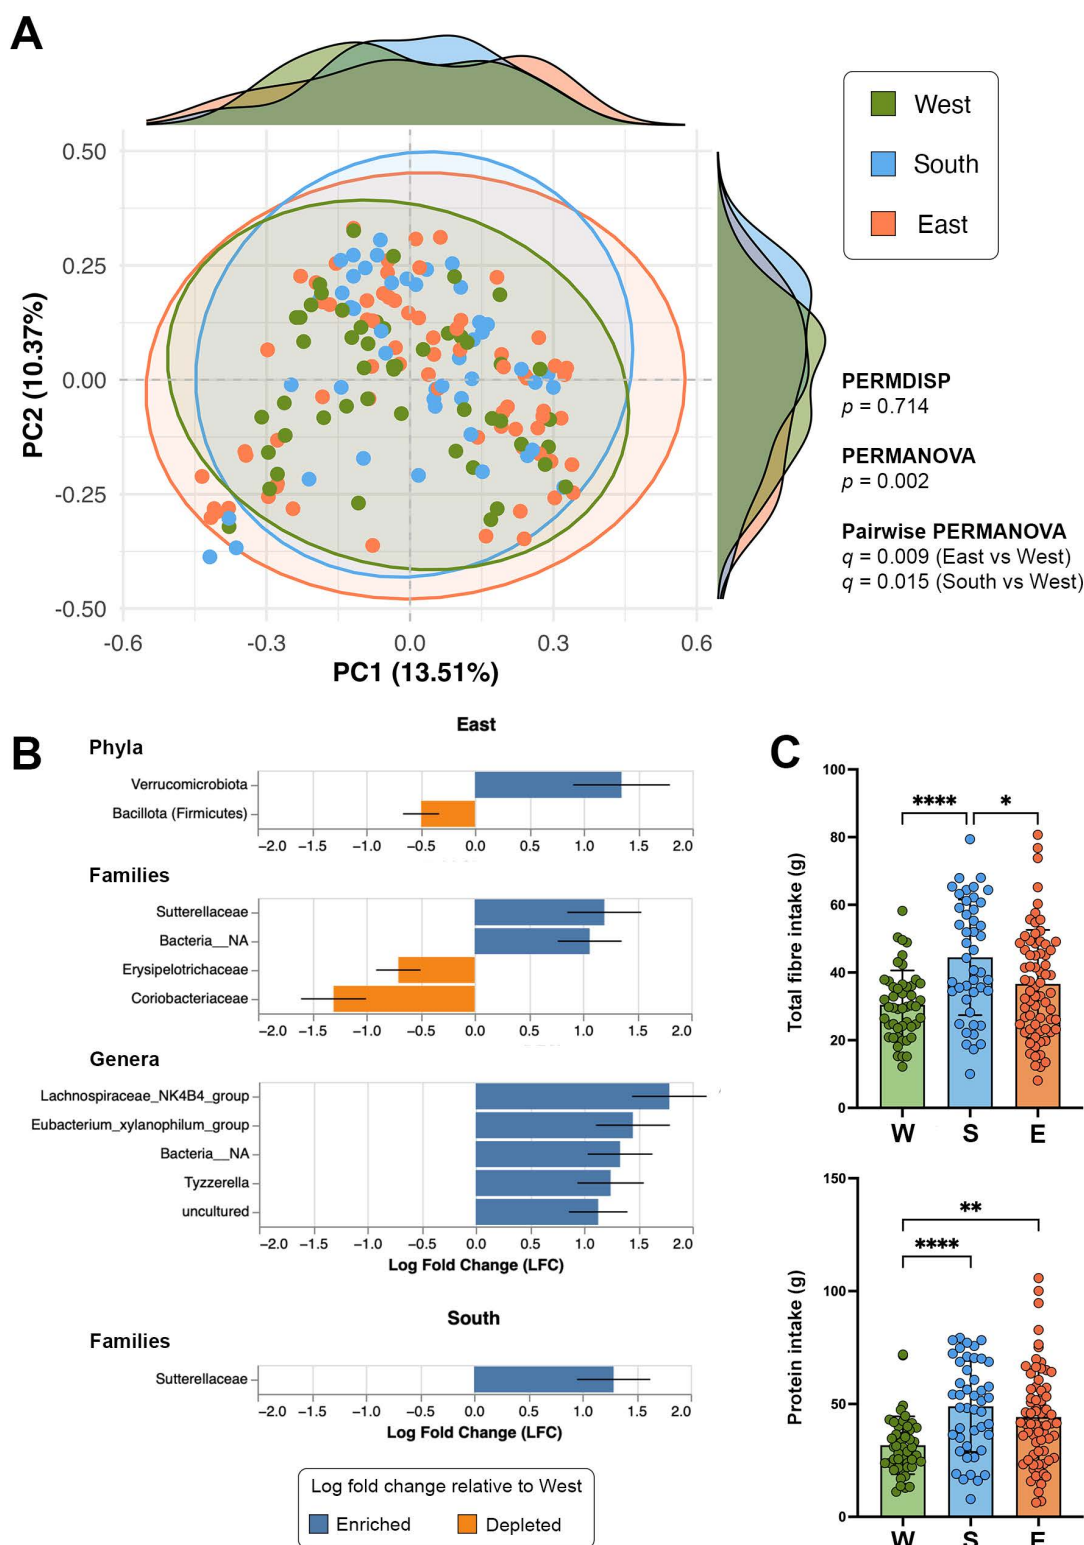 A
West
South
East
0.50
0.25
0.00
-0.25
-0.50
PC2 (10.37%)
-0.6 -0.3 0.0 0.3 0.6
PC1 (13.51%)
PERMDISP
p = 0.714
PERMANOVA
p = 0.002
Pairwise PERMANOVA
q = 0.009 (East vs West)
q = 0.015 (South vs West)
B
East
Phyla
Verrucomicrobiota
Bacillota (Firmicutes)
−2.0 −1.5 −1.0 −0.5 0.0 0.5 1.0 1.5 2.0
Families
Sutterellaceae
Bacteria__NA
Erysipelotrichaceae
Coriobacteriaceae
−2.0 −1.5 −1.0 −0.5 0.0 0.5 1.0 1.5 2.0
Genera
Lachnospiraceae_NK4B4_group
Eubacterium_xylanophilum_group
Bacteria__NA
Tyzzerella
uncultured
−2.0 −1.5 −1.0 −0.5 0.0 0.5 1.0 1.5 2.0
Log Fold Change (LFC)
South
Families
Sutterellaceae
−2.0 −1.5 −1.0 −0.5 0.0 0.5 1.0 1.5 2.0
Log Fold Change (LFC)
Log fold change relative to West
Enriched Depleted
C
100
80
60
40
20
0
Total fibre intake (g)
**** *
W S E
150
100
50
0
Protein intake (g)
**
****
W S E